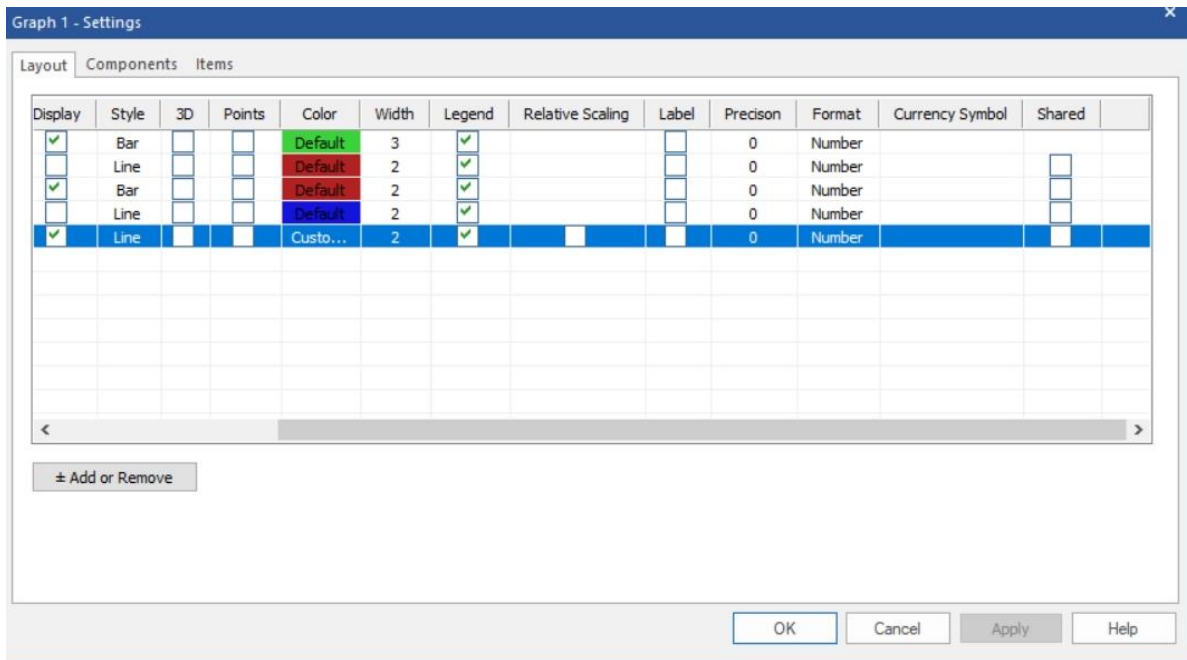 Graph 1 - Settings ×
Layout Components Items
Display Style 3D Points Color Width Legend Relative Scaling Label Precison Format Currency Symbol Shared
Bar Default 3 0 Number
Line Default 2 0 Number
Bar Default 2 0 Number
Line Default 2 0 Number
Line Custo... 2 0 Number
± Add or Remove
OK Cancel Apply Help